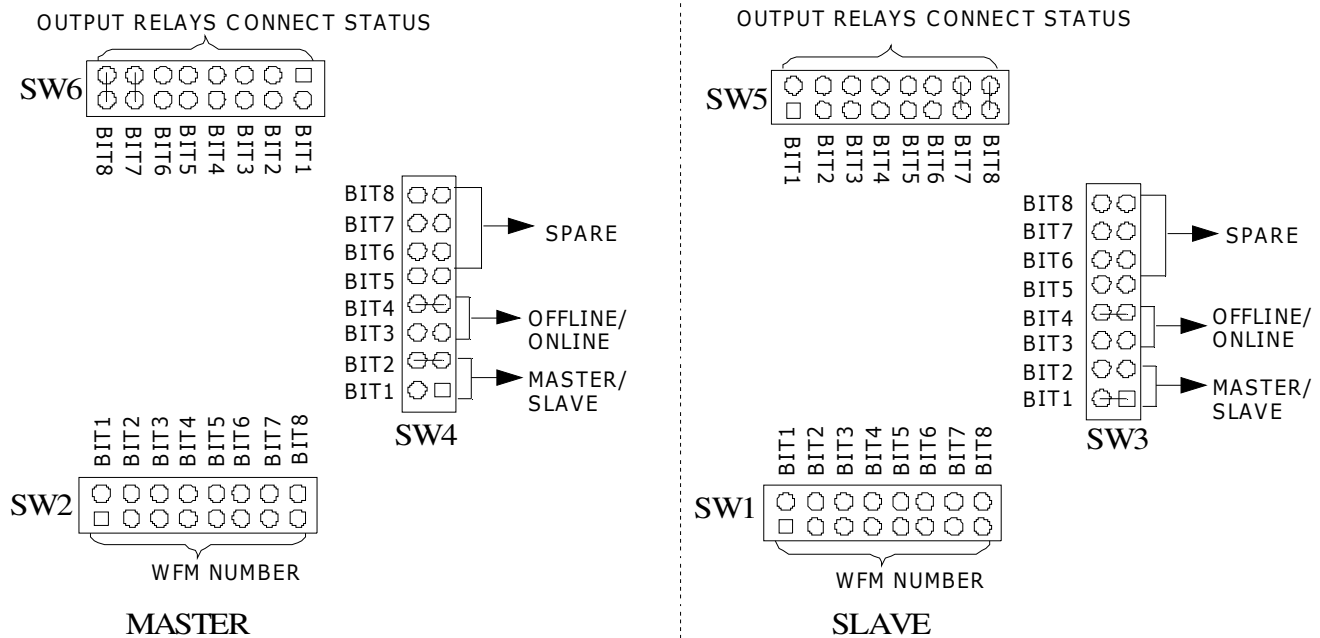 OUTPUT RELAYS CONNECT STATUS
SW6
BIT8 BIT7 BIT6 BIT5 BIT4 BIT3 BIT2 BIT1
BIT8
BIT7
BIT6
BIT5
BIT4
BIT3
BIT2
BIT1
SPARE
OFFLINE/
ONLINE
MASTER/
SLAVE
SW4
BIT1 BIT2 BIT3 BIT4 BIT5 BIT6 BIT7 BIT8
SW2
WFM NUMBER
MASTER
OUTPUT RELAYS CONNECT STATUS
SW5
BIT1 BIT2 BIT3 BIT4 BIT5 BIT6 BIT7 BIT8
BIT8
BIT7
BIT6
BIT5
BIT4
BIT3
BIT2
BIT1
SPARE
OFFLINE/
ONLINE
MASTER/
SLAVE
SW3
BIT1 BIT2 BIT3 BIT4 BIT5 BIT6 BIT7 BIT8
SW1
WFM NUMBER
SLAVE